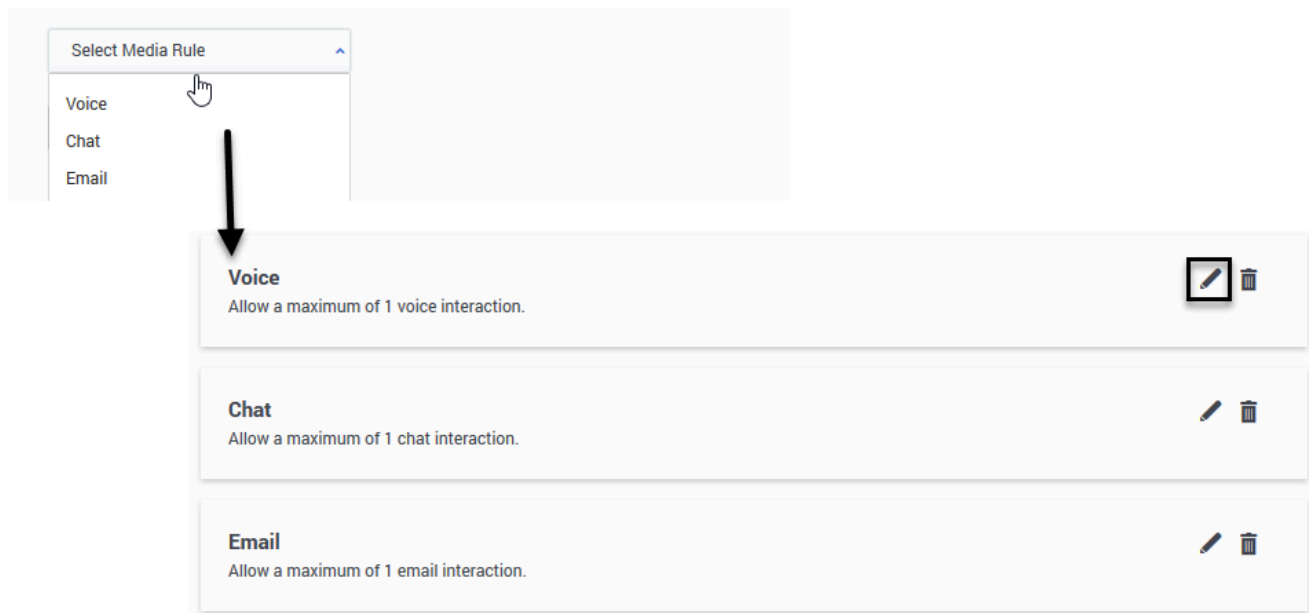 Select Media Rule
Voice
Chat
Email
Voice
Allow a maximum of 1 voice interaction.
Chat
Allow a maximum of 1 chat interaction.
Email
Allow a maximum of 1 email interaction.